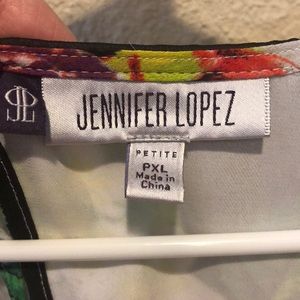 JL
JENNIFER LOPEZ
PETITE
PXL
Made in
China